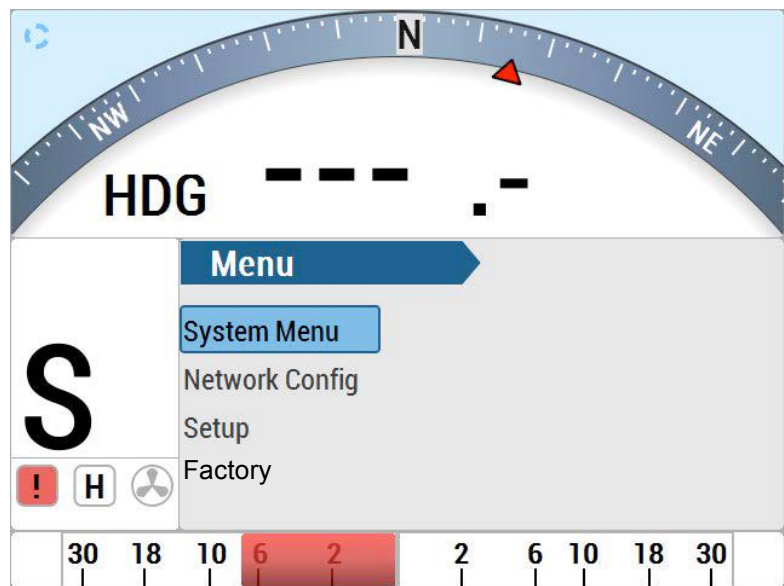 N
NW
NE
HDG --- .-
Menu
System Menu
Network Config
Setup
Factory
S
! H
30 18 10 6 2 2 6 10 18 30